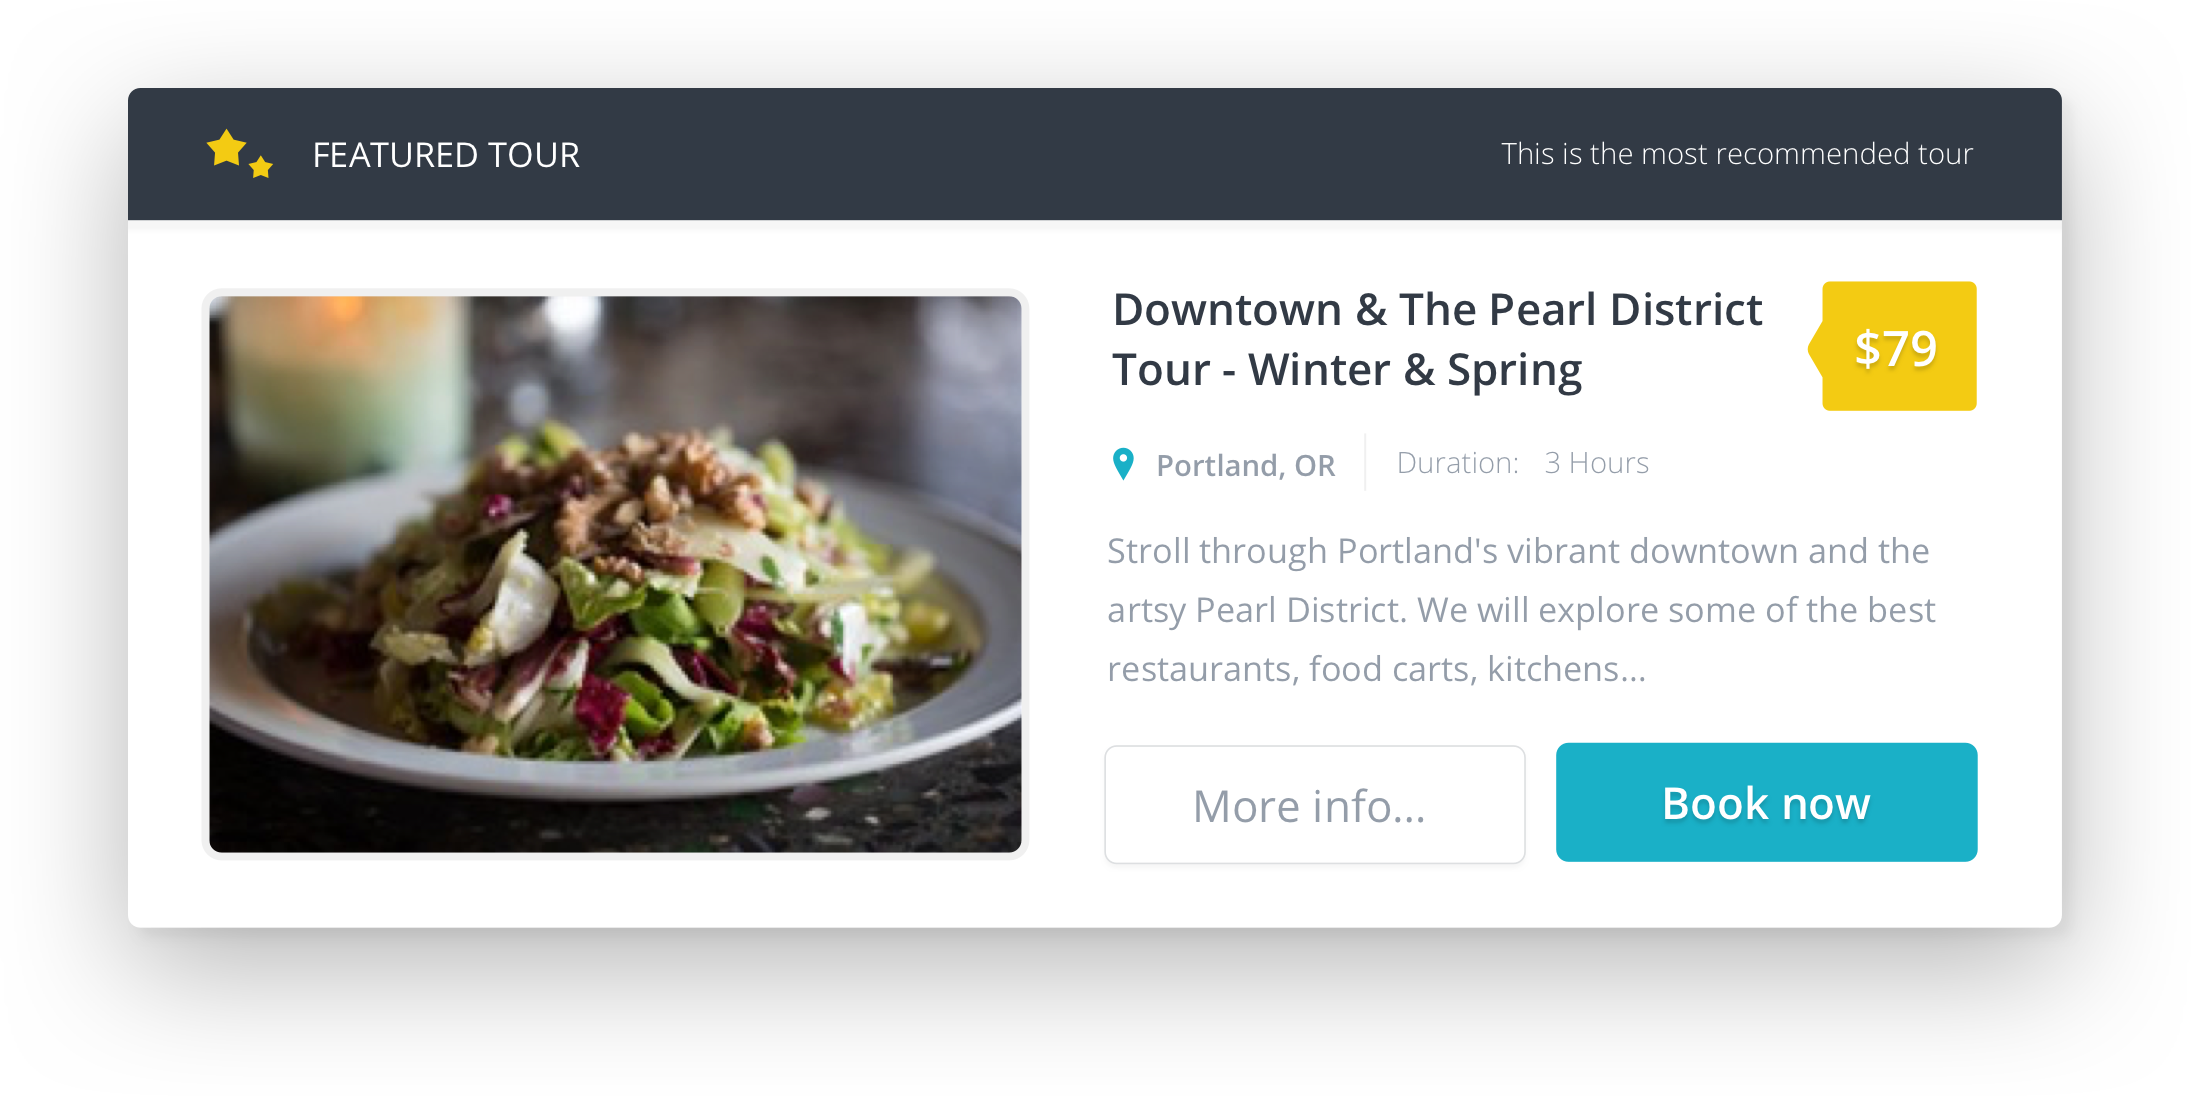 FEATURED TOUR
This is the most recommended tour
Downtown & The Pearl District
Tour - Winter & Spring
$79
Portland, OR
Duration: 3 Hours
Stroll through Portland's vibrant downtown and the
artsy Pearl District. We will explore some of the best
restaurants, food carts, kitchens...
More info...
Book now